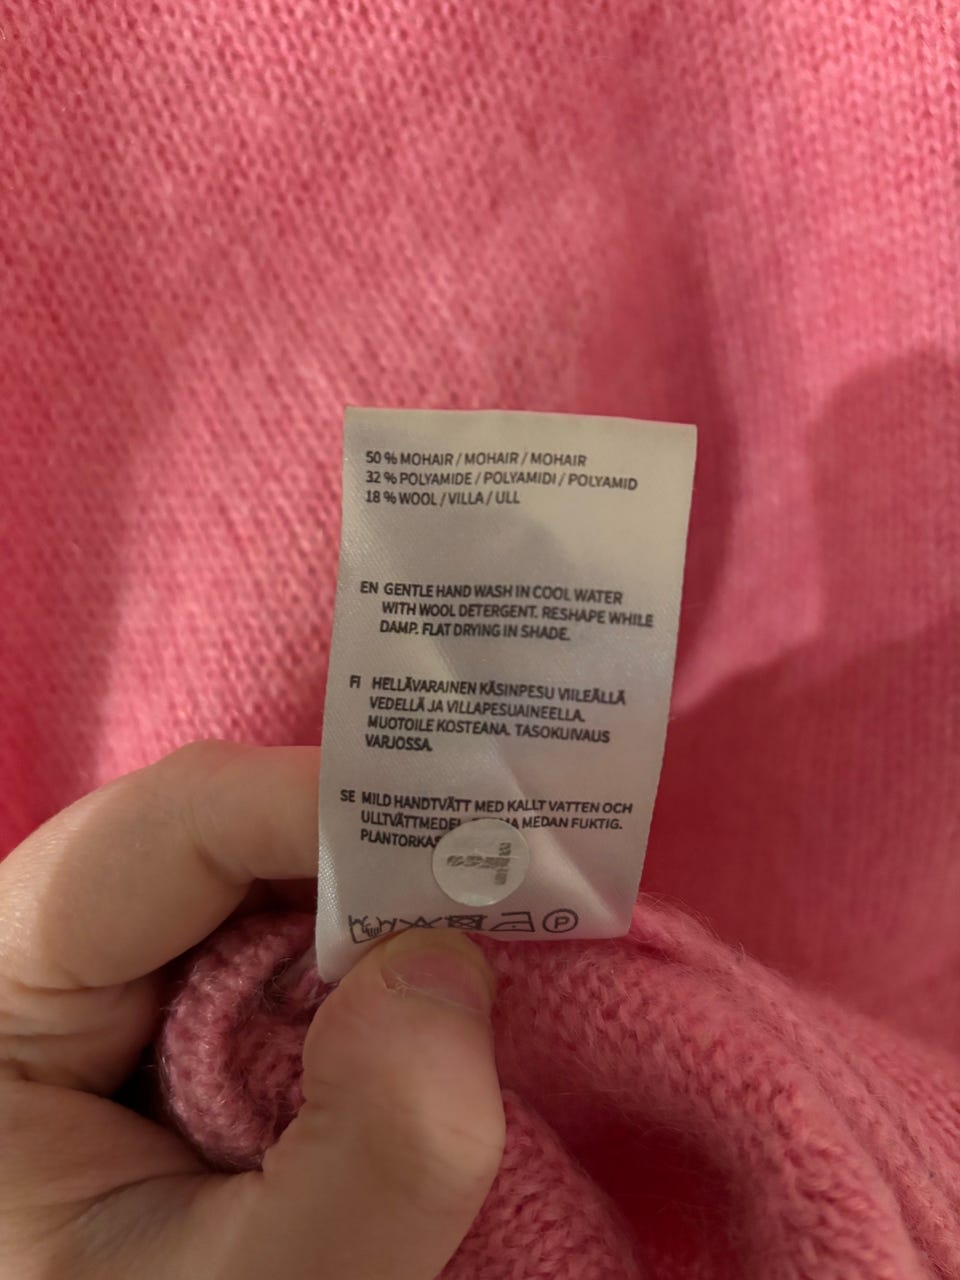 50 % MOHAIR / MOHAIR / MOHAIR
32 % POLYAMIDE / POLYAMIDI / POLYAMID
18 % WOOL / VILLA / ULL
EN GENTLE HAND WASH IN COOL WATER
WITH WOOL DETERGENT. RESHAPE WHILE
DAMP. FLAT DRYING IN SHADE.
FI HELLÄVARAINEN KÄSINPESU VIILEÄLLÄ
VEDELLÄ JA VILLAPESUAINEELLA.
MUOTOILE KOSTEANA. TASOKUIVAUS
VARJOSSA.
SE MILD HANDTVÄTT MED KALLT VATTEN OCH
ULLTVÄTTMEDEL MEDAN FUKTIG.
P